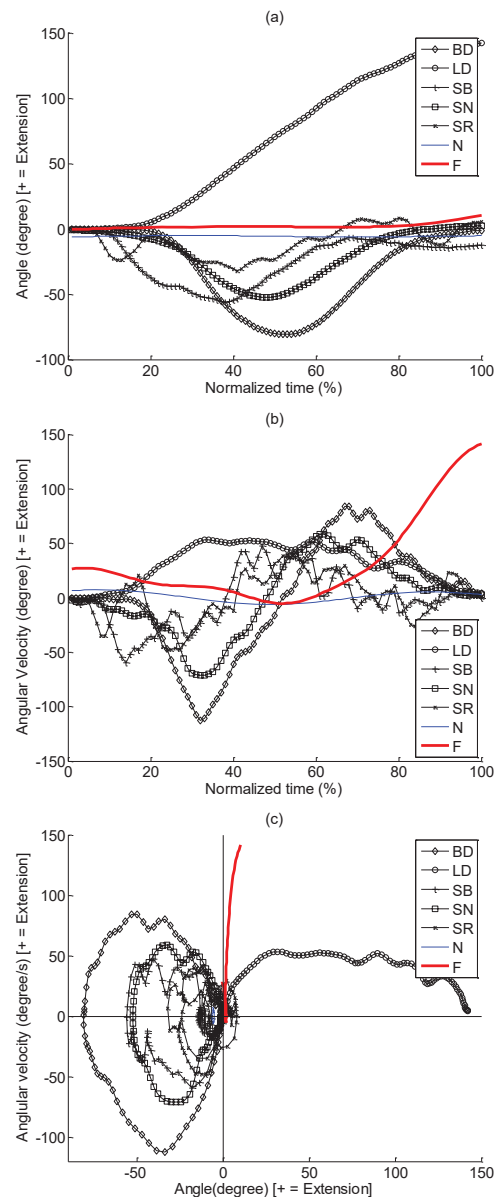 (a)
150
100
50
0
-50
-100
0 20 40 60 80 100
Normalized time (%)
Angle (degree) [+ = Extension]
BD
LD
SB
SN
SR
N
F
(b)
150
100
50
0
-50
-100
-150
0 20 40 60 80 100
Normalized time (%)
Angular Velocity (degree) [+ = Extension]
BD
LD
SB
SN
SR
N
F
(c)
150
100
50
0
-50
-100
-50 0 50 100 150
Angle(degree) [+ = Extension]
Anglular velocity (degree/s) [+ = Extension]
BD
LD
SB
SN
SR
N
F